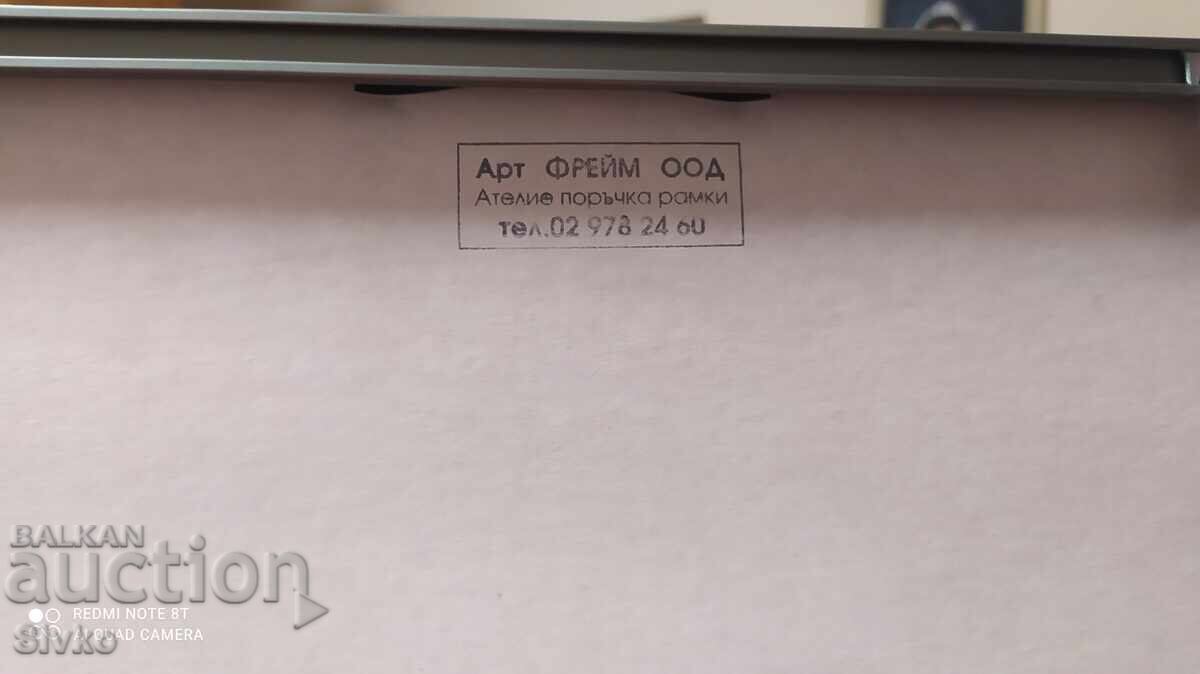 Арт ФРЕЙМ ООД
Ателие поръчка рамки
тел.02 978 24 60
BALKAN
auction
REDMI NOTE 8T
AI QUAD CAMERA
Sivko